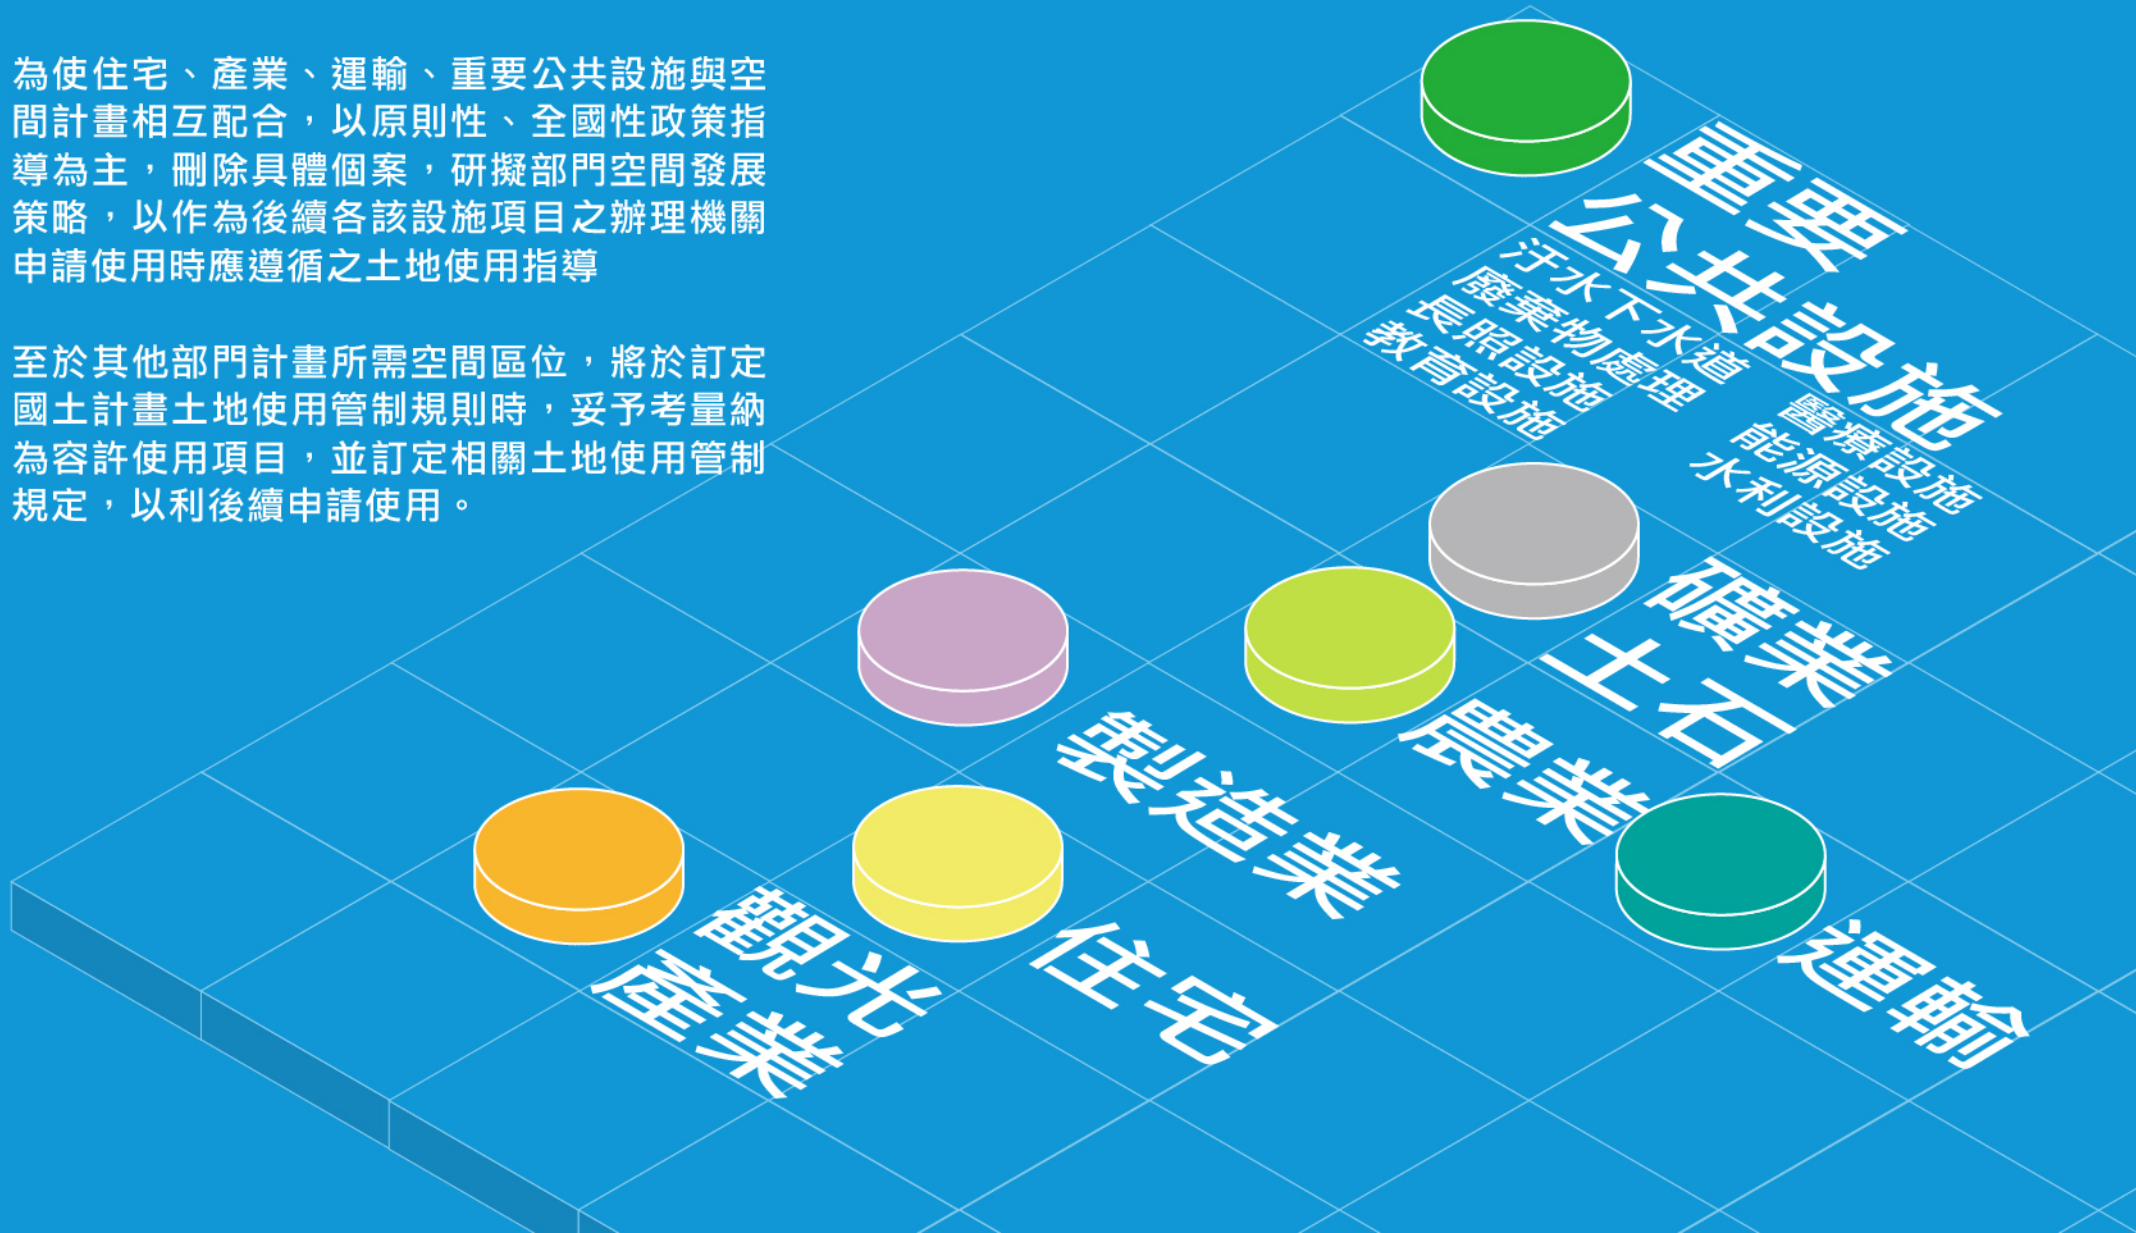 為使住宅、產業、運輸、重要公共設施與空
間計畫相互配合，以原則性、全國性政策指
導為主，刪除具體個案，研擬部門空間發展
策略，以作為後續各該設施項目之辦理機關
申請使用時應遵循之土地使用指導
至於其他部門計畫所需空間區位，將於訂定
國土計畫土地使用管制規則時，妥予考量納
為容許使用項目，並訂定相關土地使用管制
規定，以利後續申請使用。
重要
公共設施
汙水下水道
廢棄物處理
長照設施
教育設施
醫療設施
能源設施
水利設施
礦業
土石
農業
製造業
運輸
住宅
觀光
產業